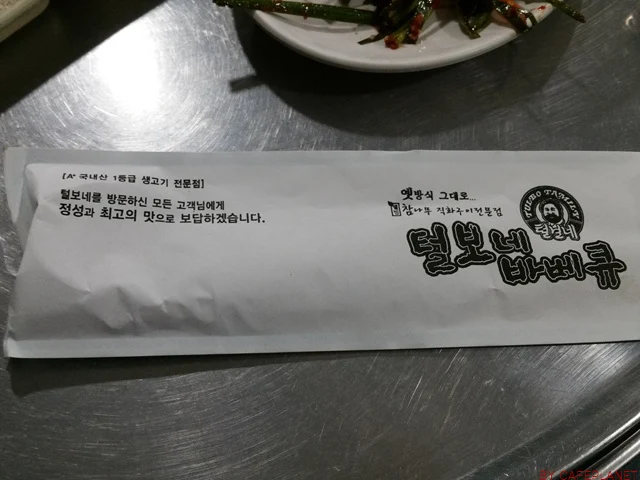 [A⁺ 국내산 1등급 생고기 전문점]
털보네를 방문하신 모든 고객님에게
정성과 최고의 맛으로 보답하겠습니다.
옛방식 그대로...
참나무 직화구이전문점
털보네
털보네
바베큐